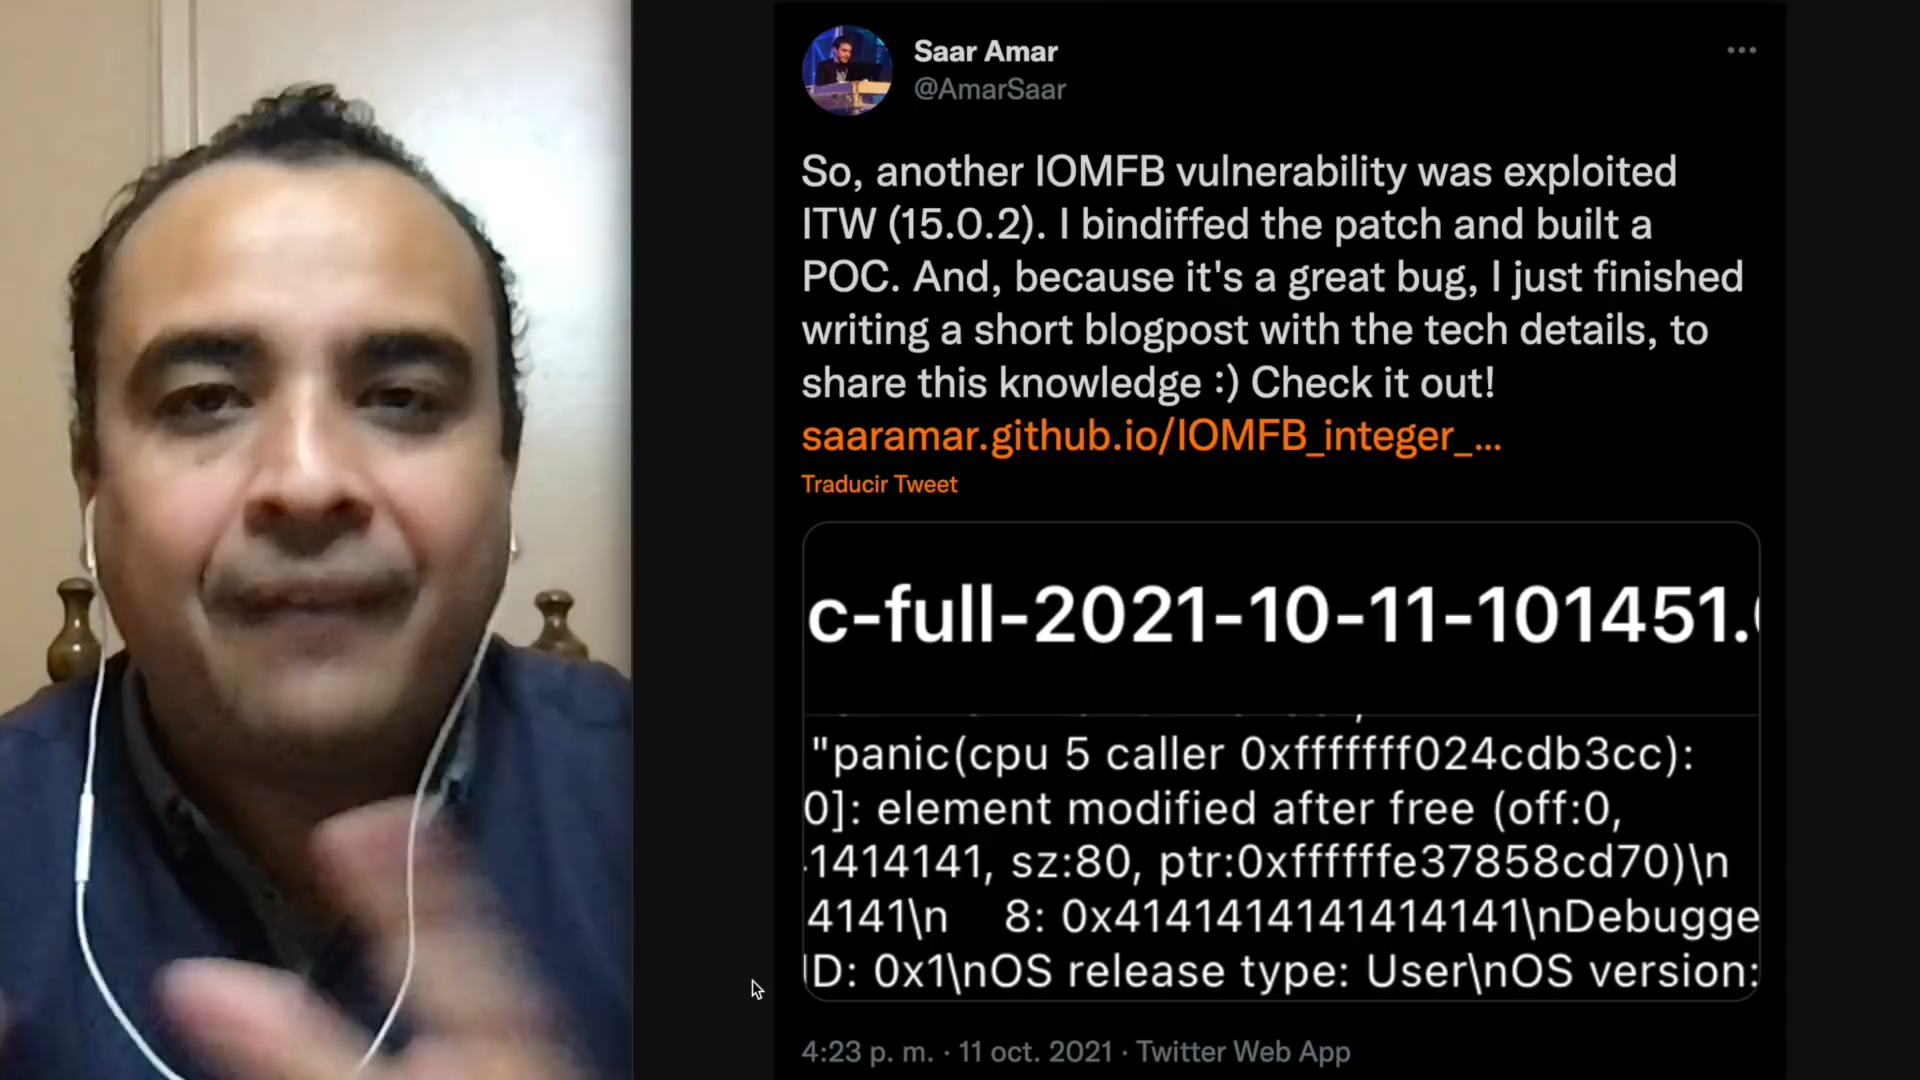 Saar Amar
@AmarSaar
So, another IOMFB vulnerability was exploited
ITW (15.0.2). I bindiffed the patch and built a
POC. And, because it's a great bug, I just finished
writing a short blogpost with the tech details, to
share this knowledge :) Check it out!
saaramar.github.io/IOMFB_integer_...
Traducir Tweet
c-full-2021-10-11-101451.
"panic(cpu 5 caller 0xfffffff024cdb3cc):
0]: element modified after free (off:0,
1414141, sz:80, ptr:0xffffffe37858cd70)\n
4141\n 8: 0x4141414141414141\nDebugge
ID: 0x1\nOS release type: User\nOS version:
4:23 p. m. · 11 oct. 2021 · Twitter Web App